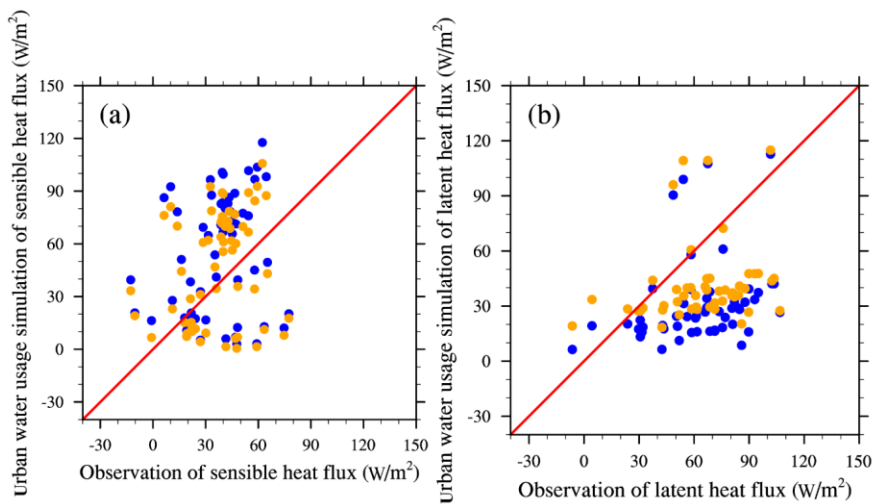 Urban water usage simulation of sensible heat flux (W/m²)
150
120
90
60
30
0
-30
(a)
-30 0 30 60 90 120 150
Observation of sensible heat flux (W/m²)
Urban water usage simulation of latent heat flux (W/m²)
150
120
90
60
30
0
-30
(b)
-30 0 30 60 90 120 150
Observation of latent heat flux (W/m²)